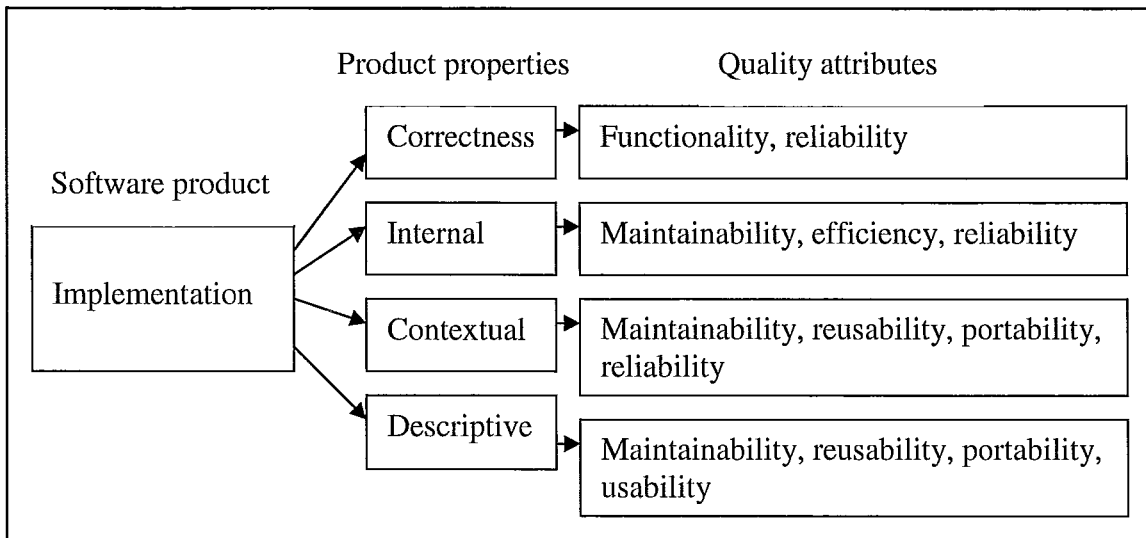 Product properties
Quality attributes
Software product
Implementation
Correctness
Functionality, reliability
Internal
Maintainability, efficiency, reliability
Contextual
Maintainability, reusability, portability,
reliability
Descriptive
Maintainability, reusability, portability,
usability